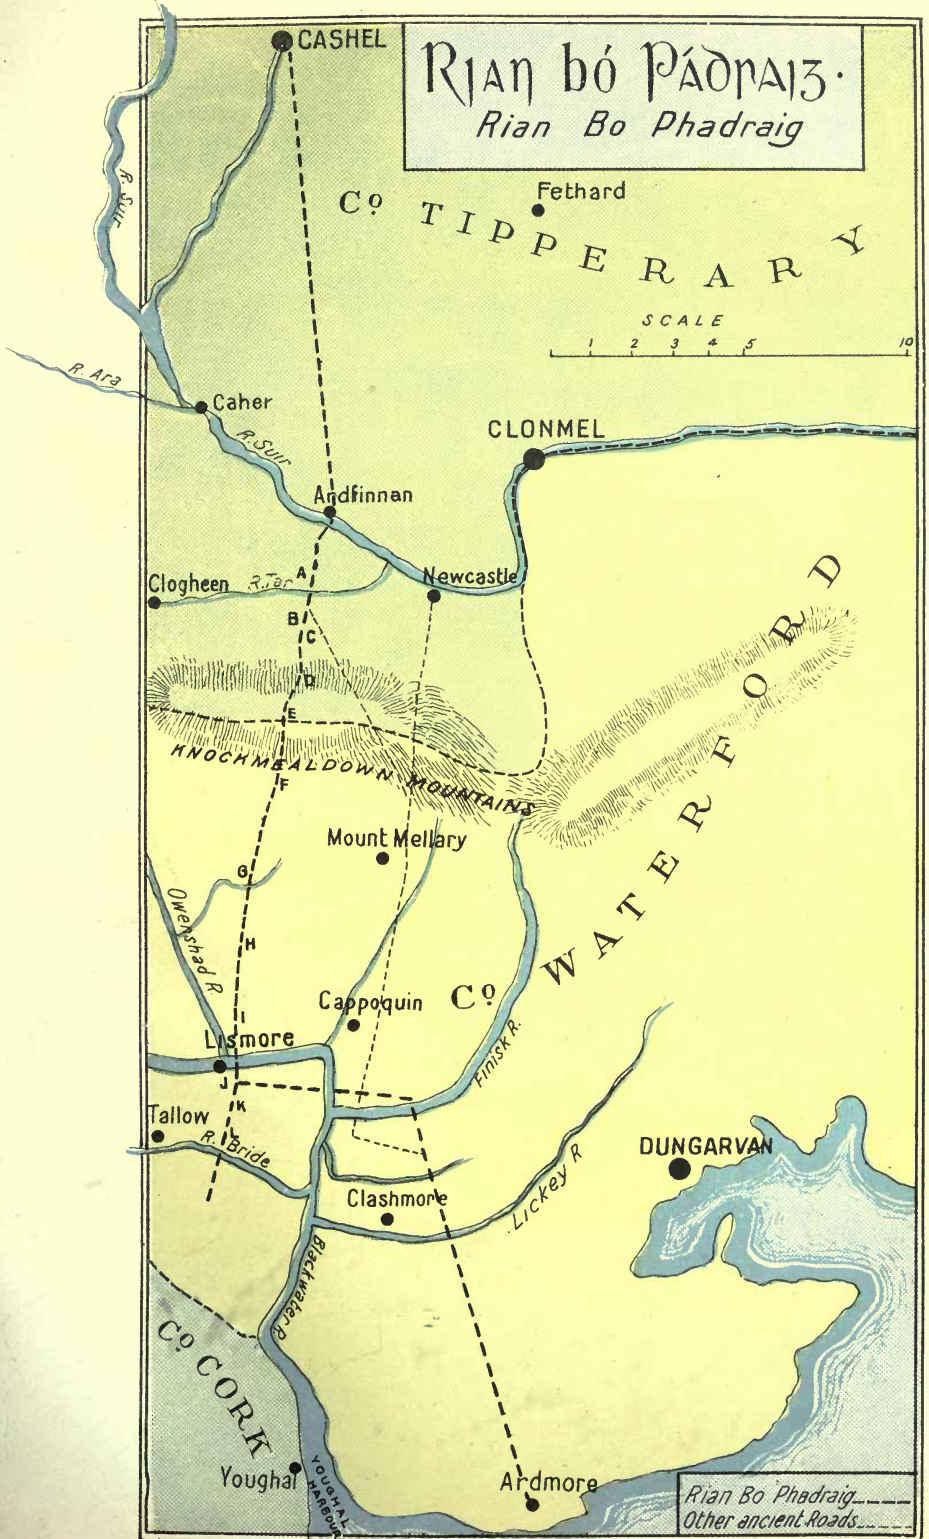 Rian bó Pádraig.
Rian Bo Phadraig
CASHEL
R. Suir
Fethard
Co TIPPERARY
SCALE
1 2 3 4 5 10
R. Ara
Caher
R. Suir
CLONMEL
Ardfinnan
Clogheen
R. Tar
A
Newcastle
B
C
D
E
KNOCKMEALDOWN MOUNTAINS
F
Mount Mellary
G
Owenshad R.
H
Co WATERFORD
Cappoquin
I
Lismore
Finisk R.
J
K
Tallow
L
R. Bride
DUNGARVAN
Clashmore
Lickey R
Blackwater R.
Co CORK
Youghal
YOUGHAL
HARBOUR
Ardmore
Rian Bo Phadraig
Other ancient Roads